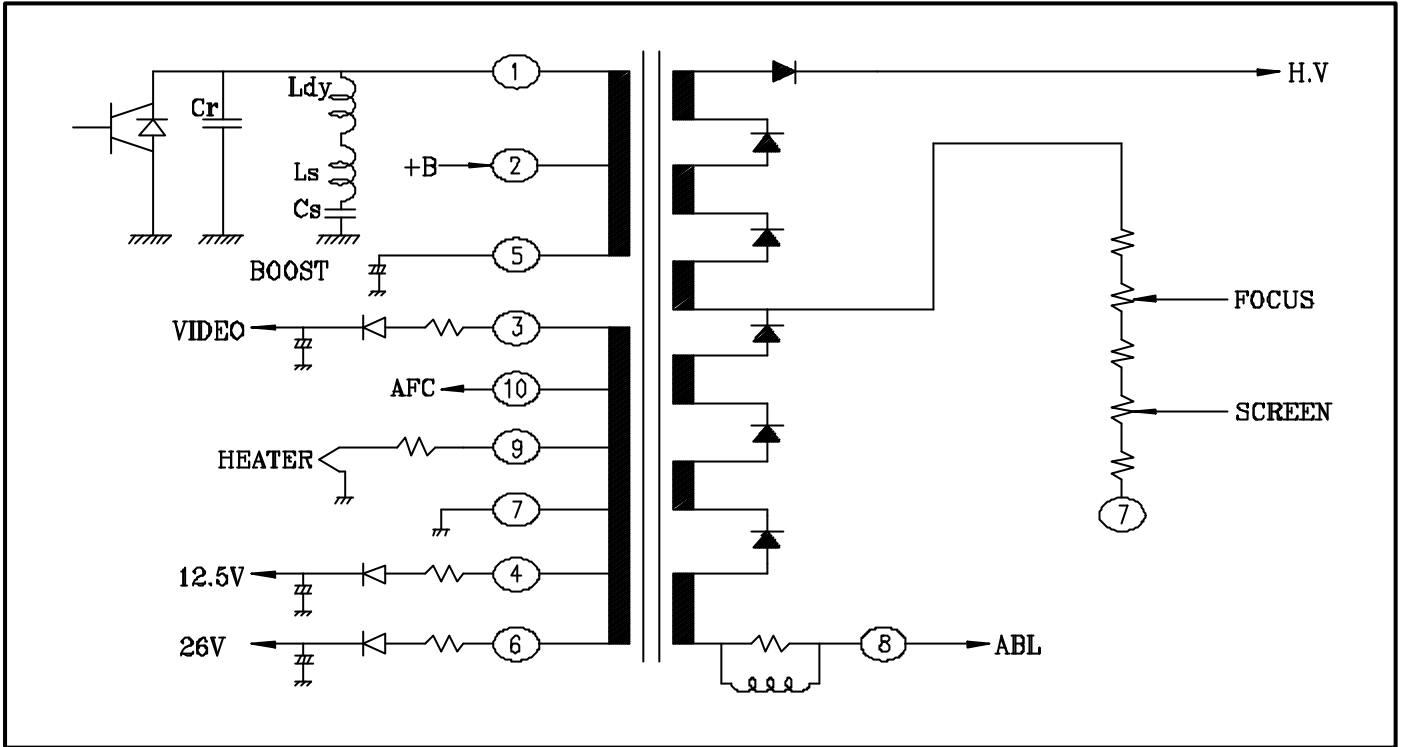 1
H.V
Ldy
Cr
+B
2
Ls
Cs
5
BOOST
FOCUS
VIDEO
3
AFC
10
SCREEN
HEATER
9
7
7
12.5V
4
26V
6
8
ABL